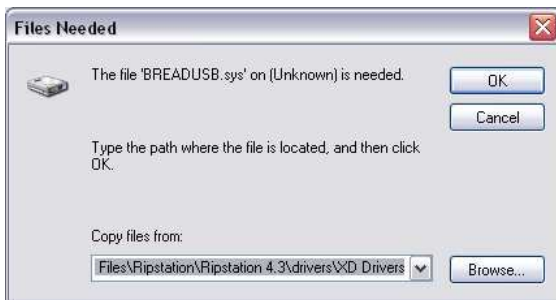 Files Needed
The file 'BREADUSB.sys' on (Unknown) is needed.
OK
Cancel
Type the path where the file is located, and then click
OK.
Copy files from:
Files\Ripstation\Ripstation 4.3\drivers\XD Drivers
Browse...